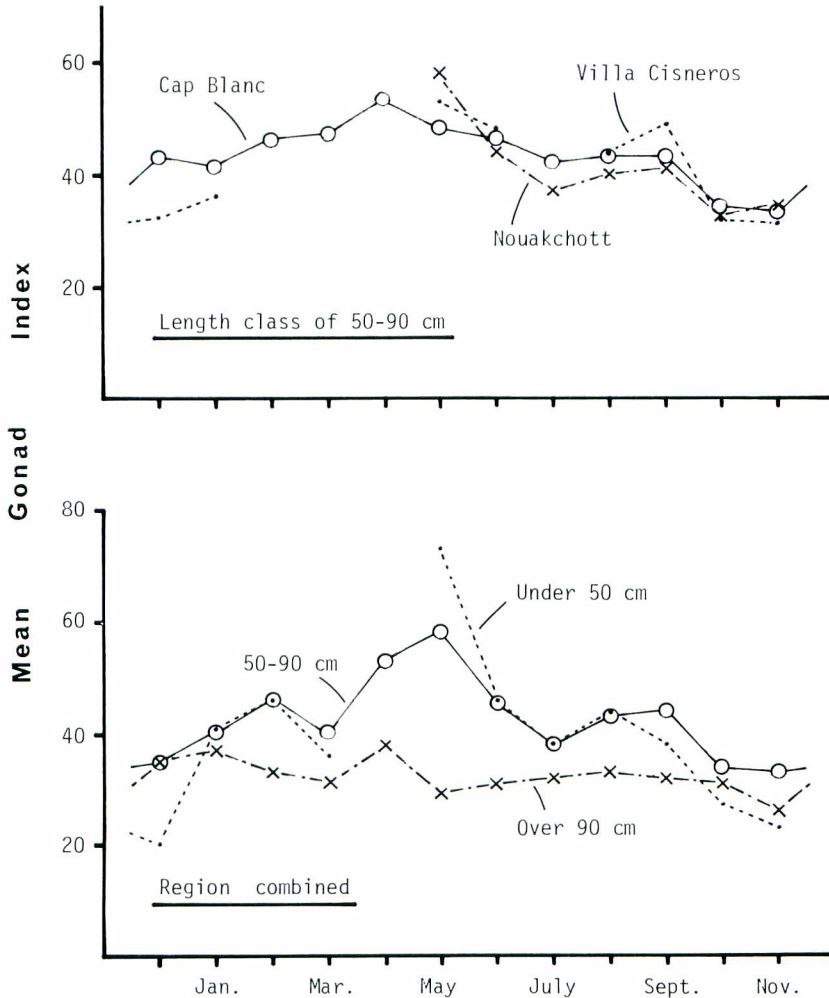 60
Cap Blanc
Villa Cisneros
40
Nouakchott
20
Length class of 50-90 cm
Mean Gonad Index
80
Under 50 cm
60
50-90 cm
40
Over 90 cm
20
Region combined
Jan. Mar. May July Sept. Nov.